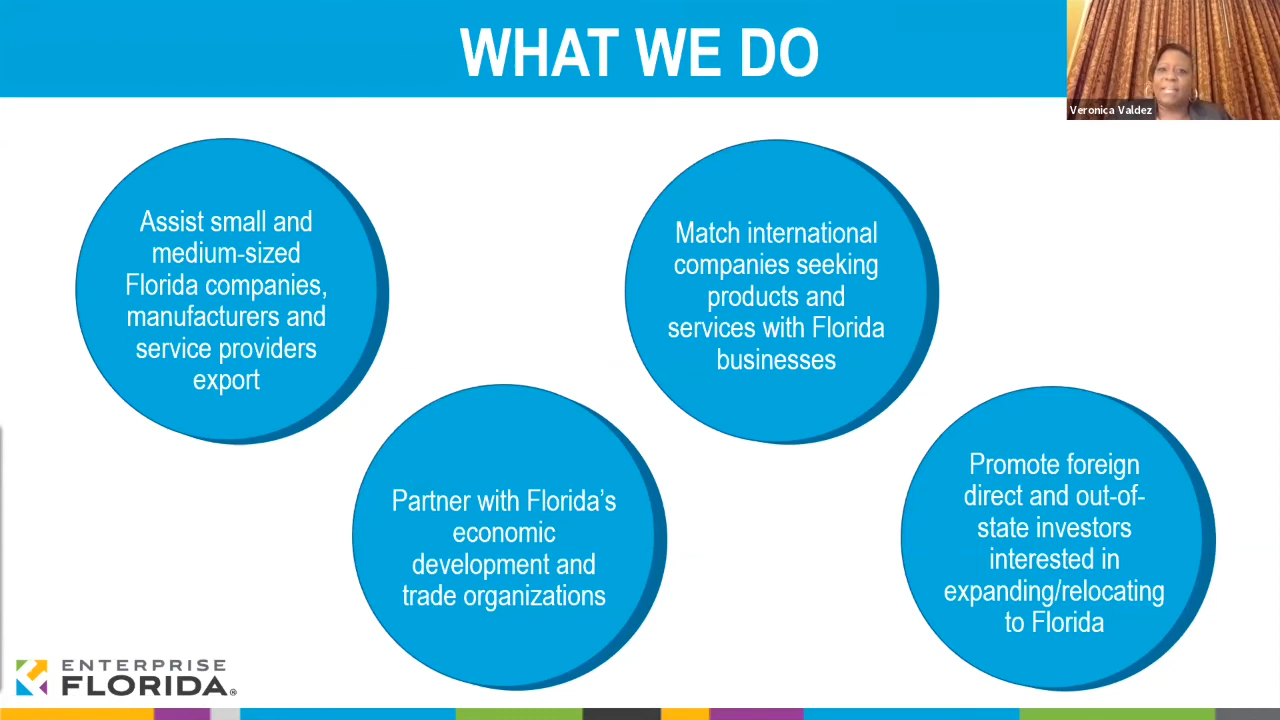 WHAT WE DO
Veronica Valdez
Assist small and
medium-sized
Florida companies,
manufacturers and
service providers
export
Partner with Florida’s
economic
development and
trade organizations
Match international
companies seeking
products and
services with Florida
businesses
Promote foreign
direct and out-of-
state investors
interested in
expanding/relocating
to Florida
ENTERPRISE
FLORIDA®